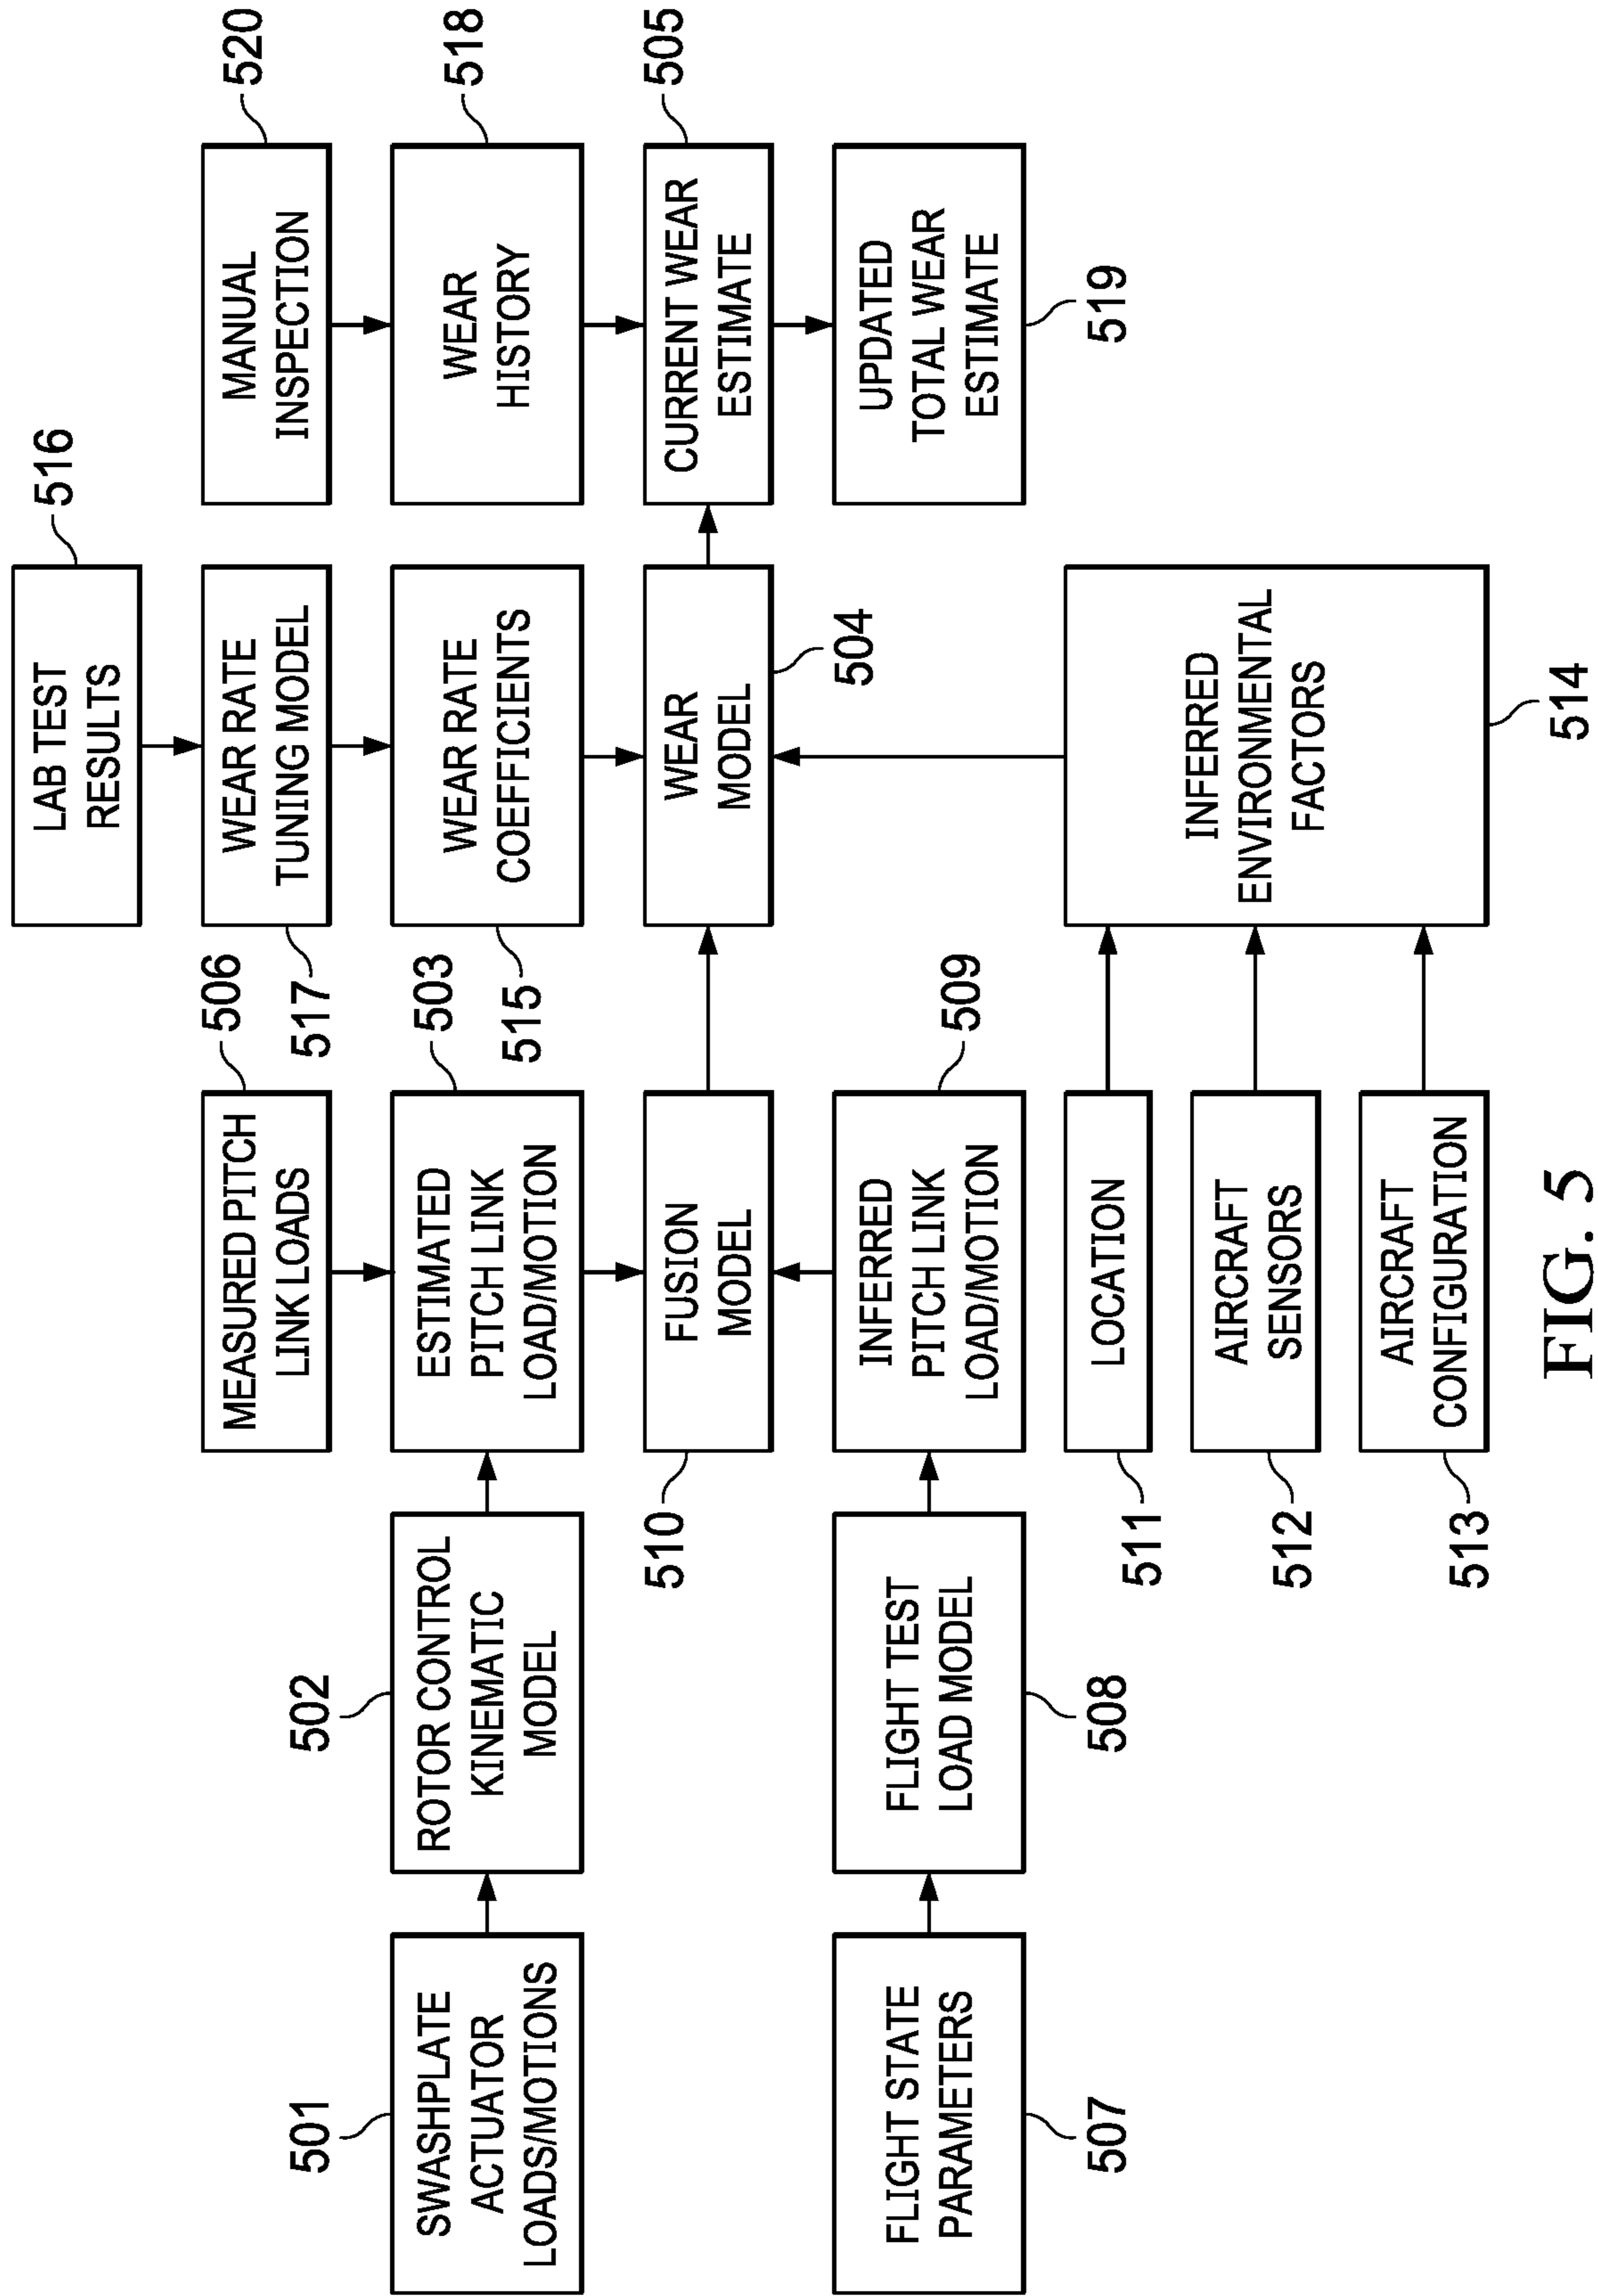 516
LAB TEST
RESULTS
506
MEASURED PITCH
LINK LOADS
517
WEAR RATE
TUNING MODEL
520
MANUAL
INSPECTION
501
SWASHPLATE
ACTUATOR
LOADS/MOTIONS
502
ROTOR CONTROL
KINEMATIC
MODEL
503
ESTIMATED
PITCH LINK
LOAD/MOTION
515
WEAR RATE
COEFFICIENTS
518
WEAR
HISTORY
510
FUSION
MODEL
504
WEAR
MODEL
505
CURRENT WEAR
ESTIMATE
507
FLIGHT STATE
PARAMETERS
508
FLIGHT TEST
LOAD MODEL
509
INFERRED
PITCH LINK
LOAD/MOTION
519
UPDATED
TOTAL WEAR
ESTIMATE
511
LOCATION
512
AIRCRAFT
SENSORS
513
AIRCRAFT
CONFIGURATION
514
INFERRED
ENVIRONMENTAL
FACTORS
FIG. 5